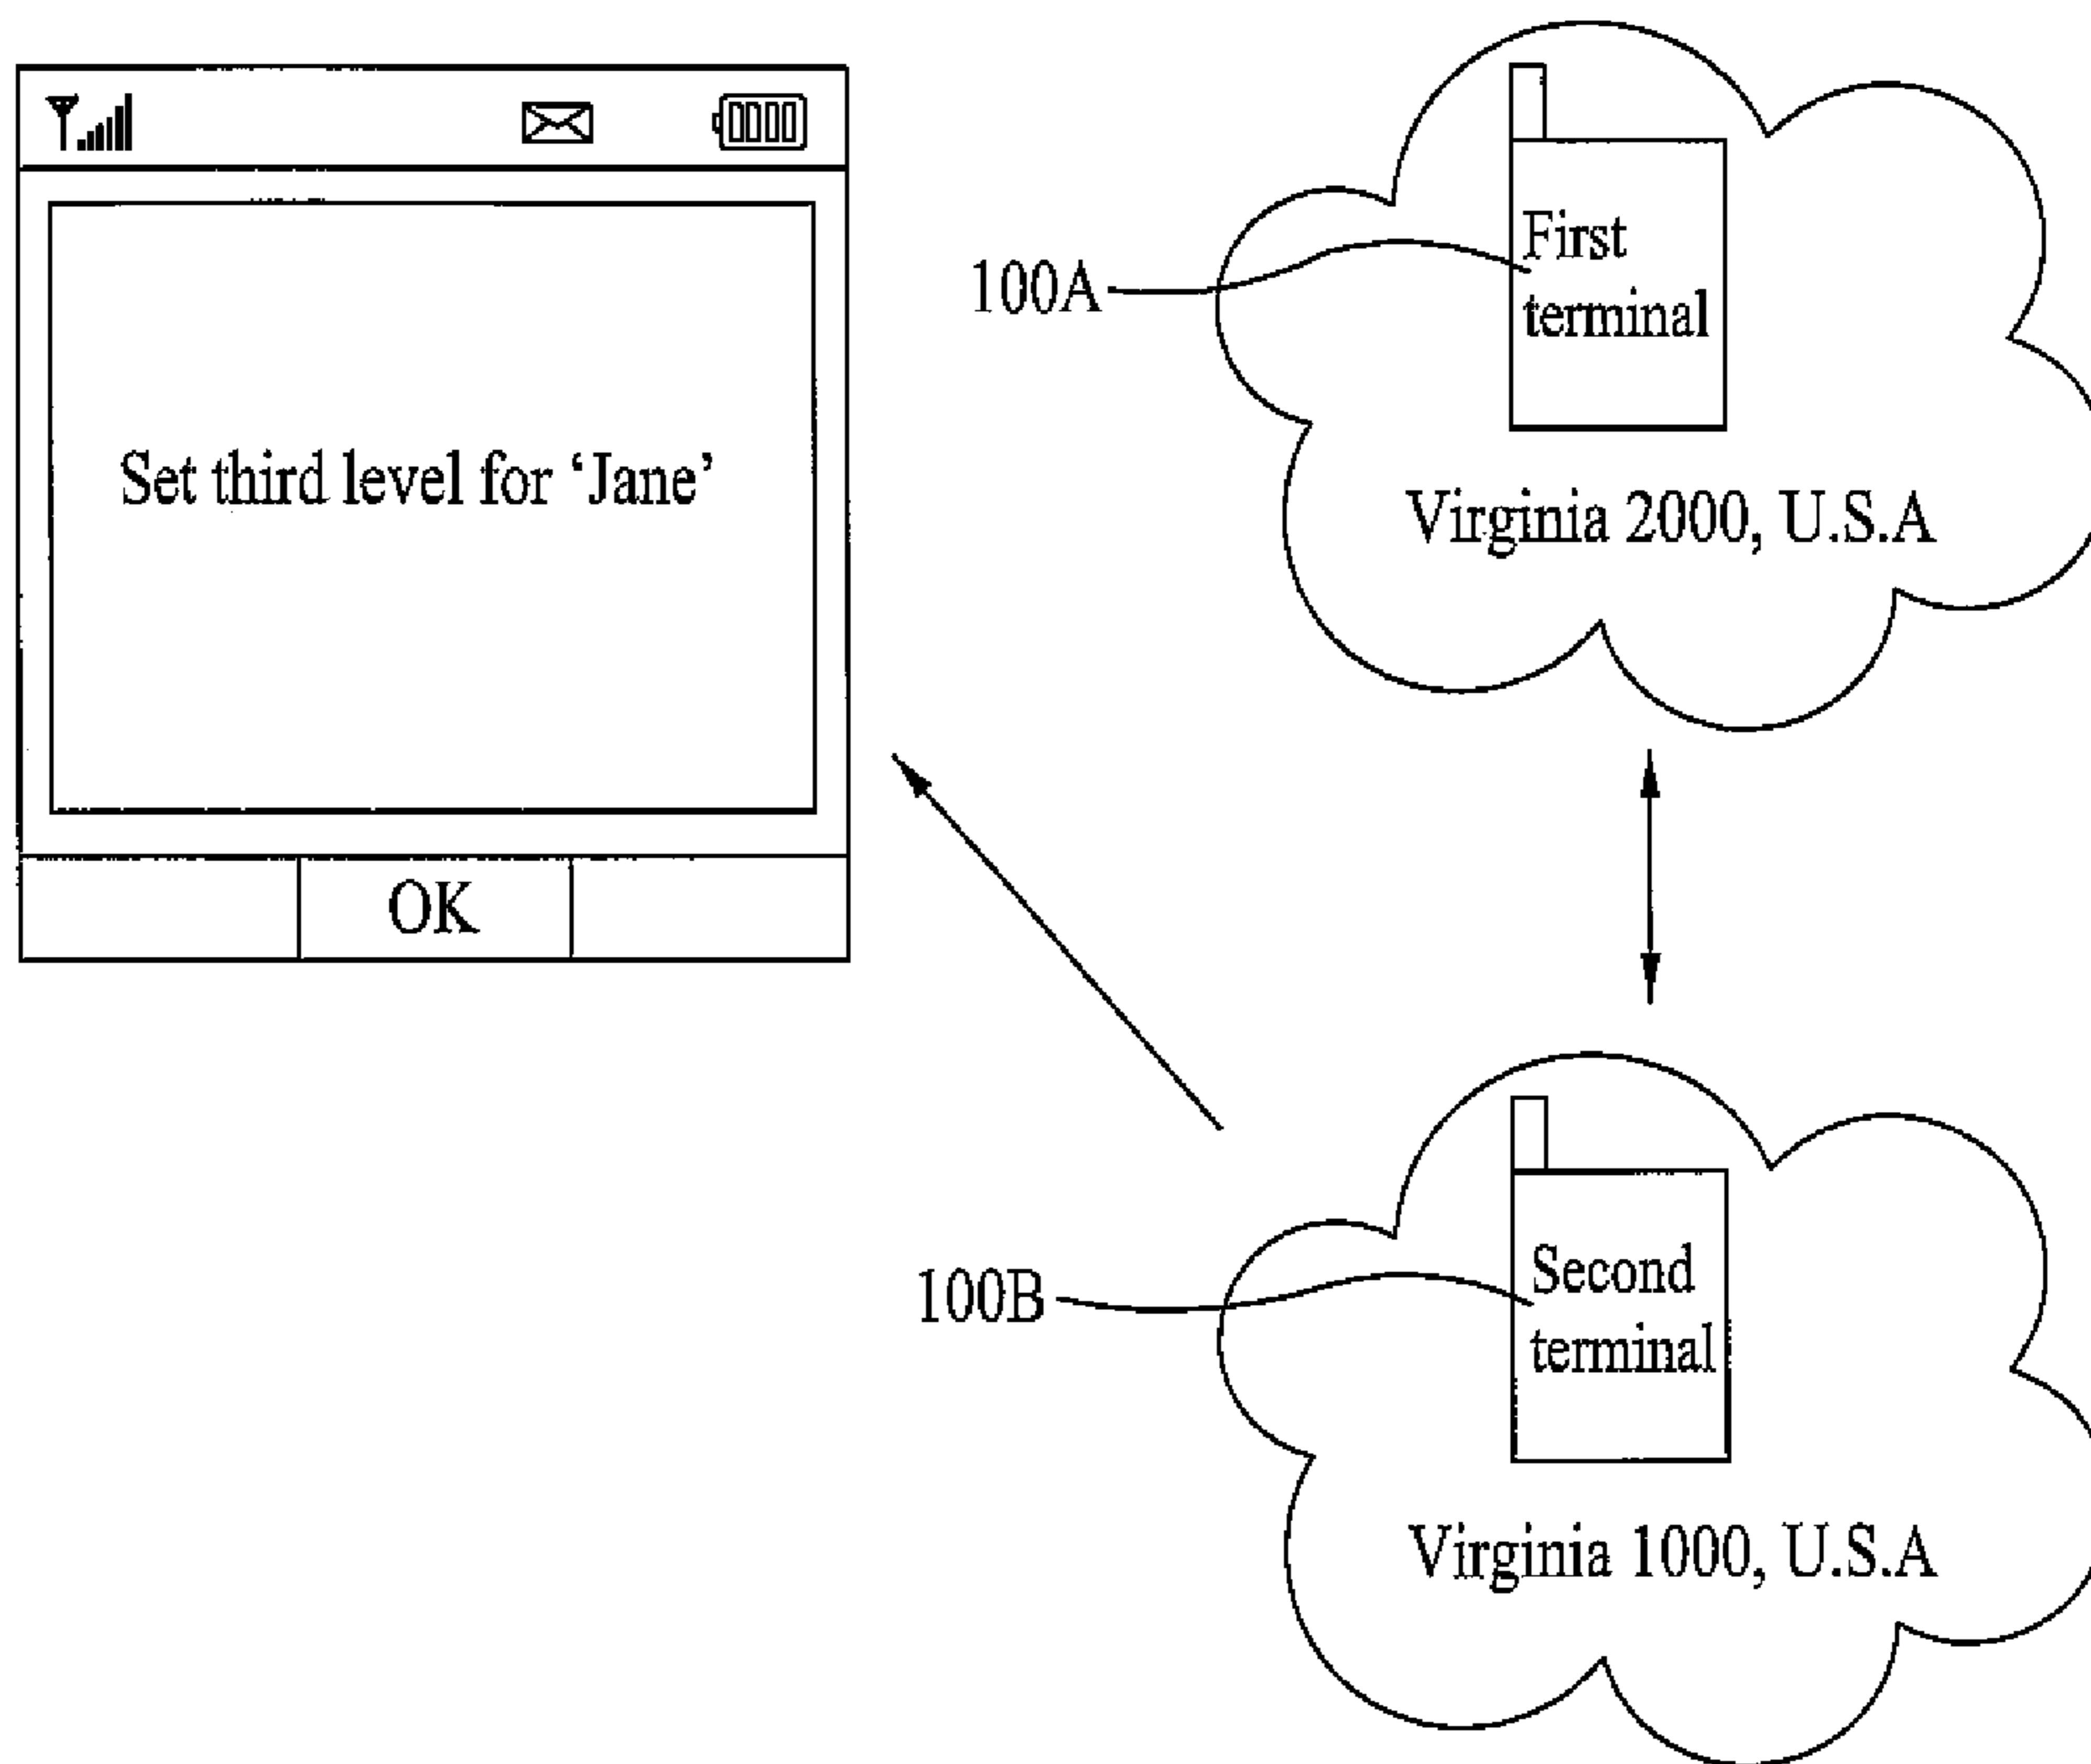 Set third level for ‘Jane’
OK
100A
First
terminal
Virginia 2000, U.S.A
100B
Second
terminal
Virginia 1000, U.S.A